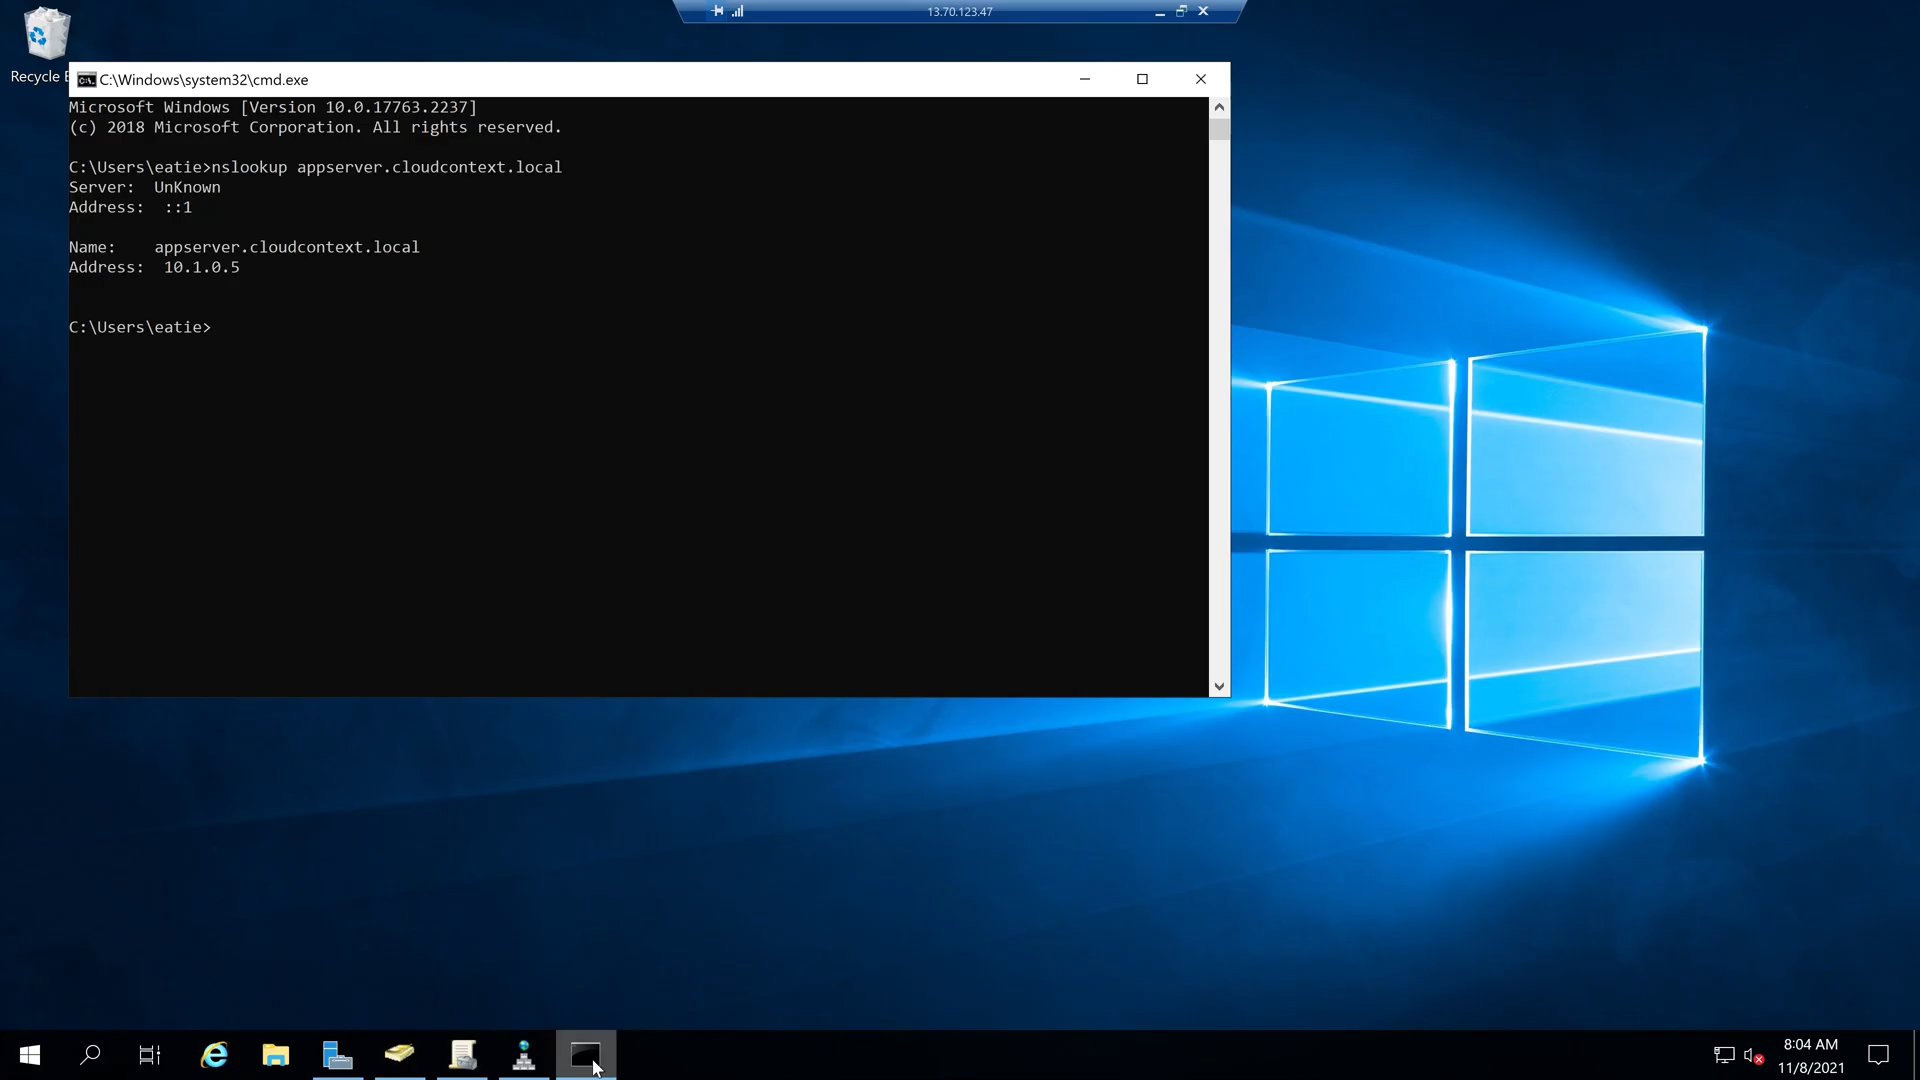 13.70.123.47
Recycle
C:\Windows\system32\cmd.exe
Microsoft Windows [Version 10.0.17763.2237]
(c) 2018 Microsoft Corporation. All rights reserved.
C:\Users\eatie>nslookup appserver.cloudcontext.local
Server:  UnKnown
Address:  ::1
Name:    appserver.cloudcontext.local
Address:  10.1.0.5
C:\Users\eatie>
8:04 AM
11/8/2021